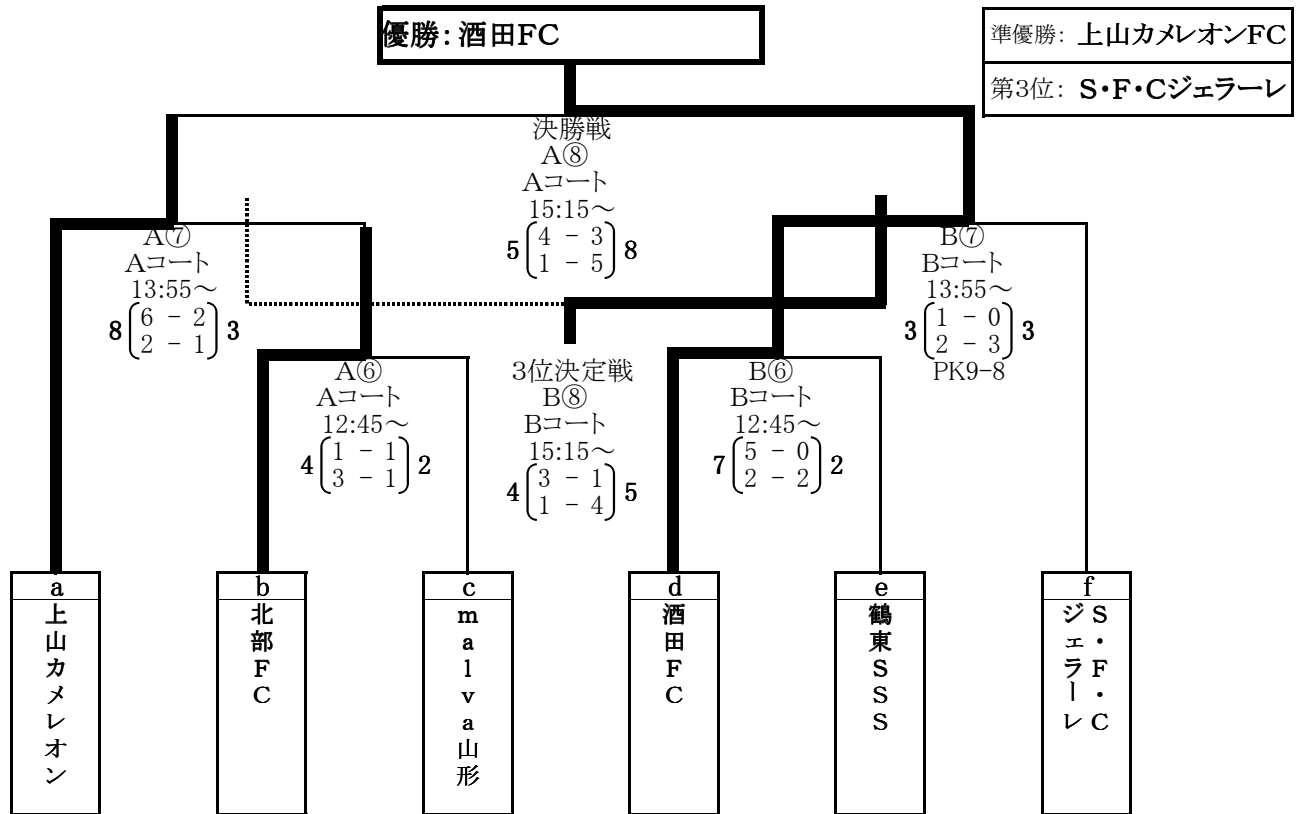 優勝：酒田FC
準優勝： 上山カメレオンFC
第3位： S・F・Cジェラーレ
決勝戦
A⑧
Aコート
15:15～
5 4 - 3 8
1 - 5
A⑦
Aコート
13:55～
8 6 - 2 3
2 - 1
B⑦
Bコート
13:55～
3 1 - 0 3
2 - 3
PK9-8
A⑥
Aコート
12:45～
4 1 - 1 2
3 - 1
3位決定戦
B⑧
Bコート
15:15～
4 3 - 1 5
1 - 4
B⑥
Bコート
12:45～
7 5 - 0 2
2 - 2
a
上山カメレオン
b
北部FC
c
malva山形
d
酒田FC
e
鶴東SSS
f
S・F・C
ジェラーレ